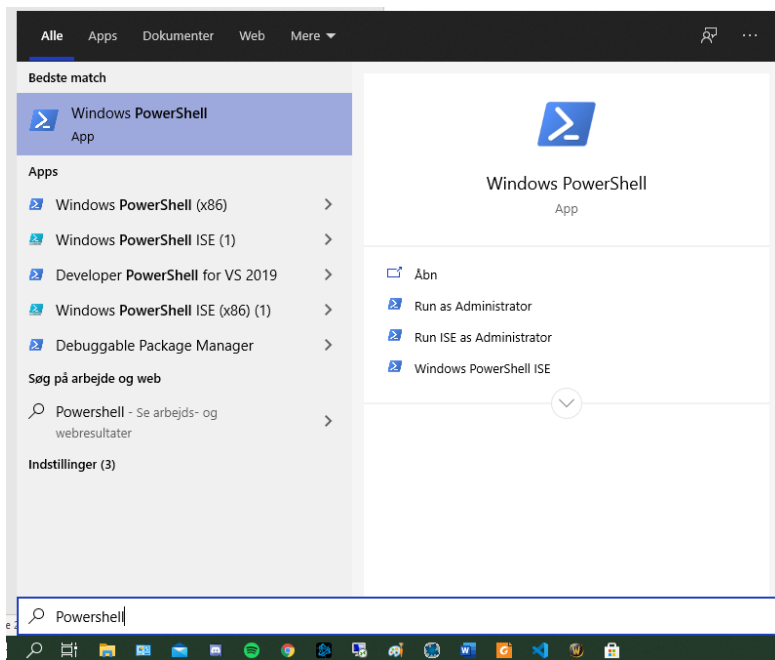 Alle Apps Dokumenter Web Mere
Bedste match
Windows PowerShell
App
Apps
Windows PowerShell (x86)
Windows PowerShell ISE (1)
Developer PowerShell for VS 2019
Windows PowerShell ISE (x86) (1)
Debuggable Package Manager
Søg på arbejde og web
Powershell - Se arbejds- og
webresultater
Indstillinger (3)
Windows PowerShell
App
Åbn
Run as Administrator
Run ISE as Administrator
Windows PowerShell ISE
Powershell